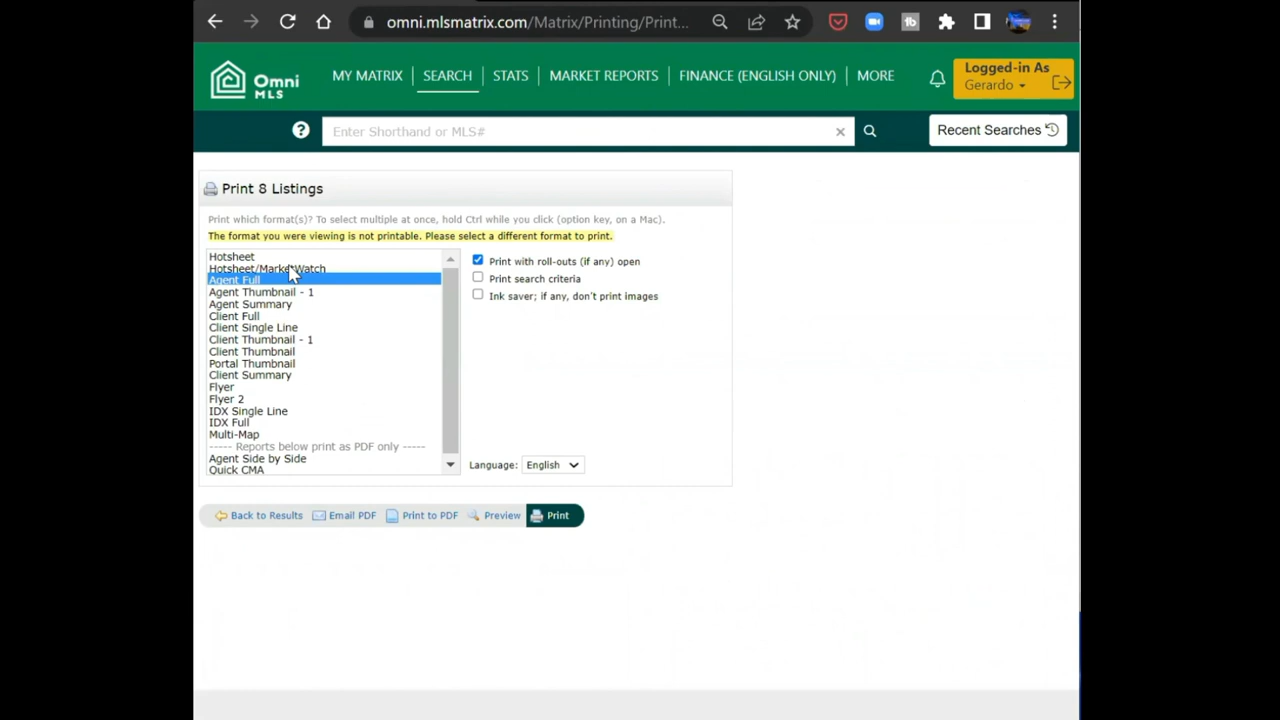 omni.mlsmatrix.com/Matrix/Printing/Print...
Omni
MLS
MY MATRIX
SEARCH
STATS
MARKET REPORTS
FINANCE (ENGLISH ONLY)
MORE
Logged-in As
Gerardo
?
Enter Shorthand or MLS#
Recent Searches
Print 8 Listings
Print which format(s)? To select multiple at once, hold Ctrl while you click (option key, on a Mac).
The format you were viewing is not printable. Please select a different format to print.
Hotsheet
Hotsheet/Market Watch
Agent Full
Agent Thumbnail - 1
Agent Summary
Client Full
Client Single Line
Client Thumbnail - 1
Client Thumbnail
Portal Thumbnail
Client Summary
Flyer
Flyer 2
IDX Single Line
IDX Full
Multi-Map
----- Reports below print as PDF only -----
Agent Side by Side
Quick CMA
Print with roll-outs (if any) open
Print search criteria
Ink saver; if any, don't print images
Language: English
Back to Results
Email PDF
Print to PDF
Preview
Print